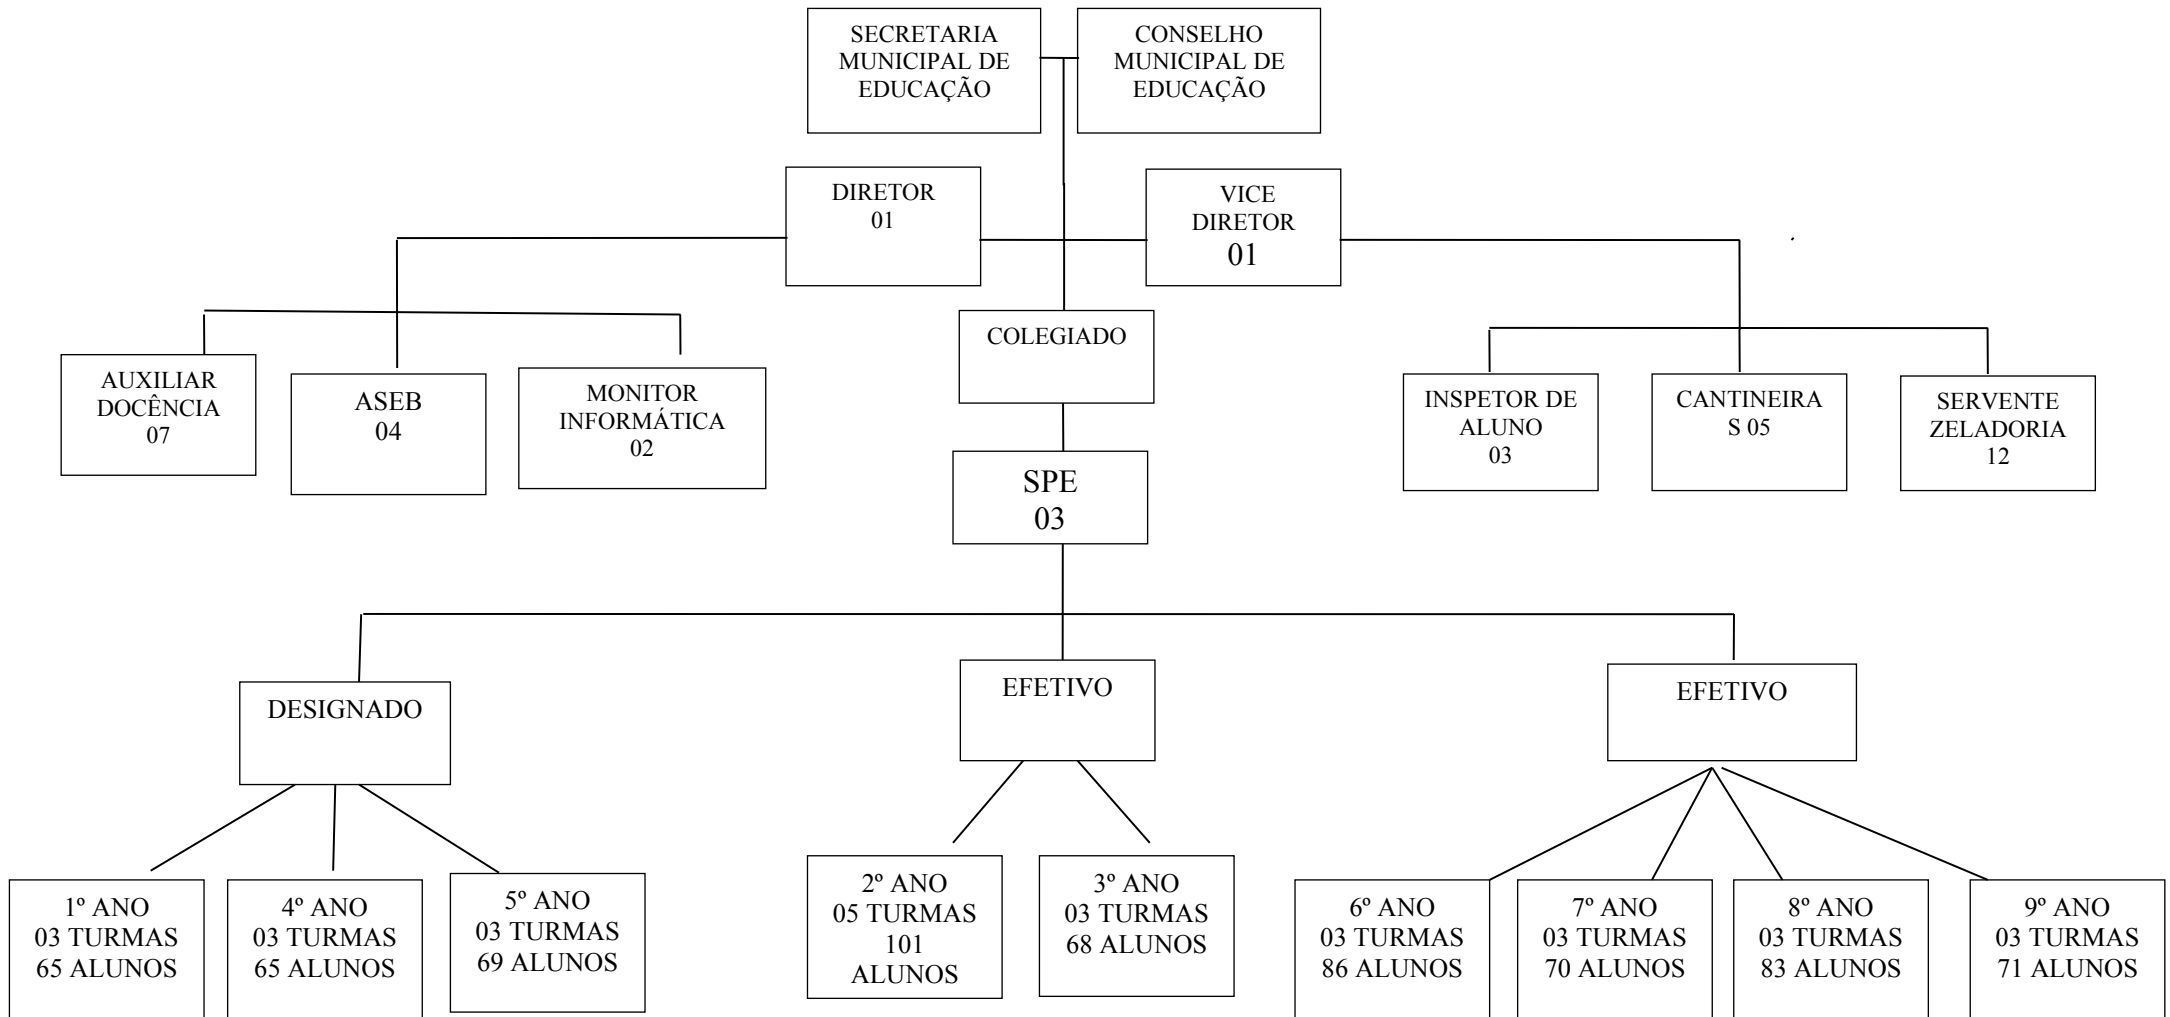 SECRETARIA
MUNICIPAL DE
EDUCAÇÃO
CONSELHO
MUNICIPAL DE
EDUCAÇÃO
DIRETOR
01
VICE
DIRETOR
01
COLEGIADO
AUXILIAR
DOCÊNCIA
07
ASEB
04
MONITOR
INFORMÁTICA
02
INSPETOR DE
ALUNO
03
CANTINEIRA
S 05
SERVENTE
ZELADORIA
12
SPE
03
DESIGNADO
EFETIVO
EFETIVO
1º ANO
03 TURMAS
65 ALUNOS
4º ANO
03 TURMAS
65 ALUNOS
5º ANO
03 TURMAS
69 ALUNOS
2º ANO
05 TURMAS
101
ALUNOS
3º ANO
03 TURMAS
68 ALUNOS
6º ANO
03 TURMAS
86 ALUNOS
7º ANO
03 TURMAS
70 ALUNOS
8º ANO
03 TURMAS
83 ALUNOS
9º ANO
03 TURMAS
71 ALUNOS